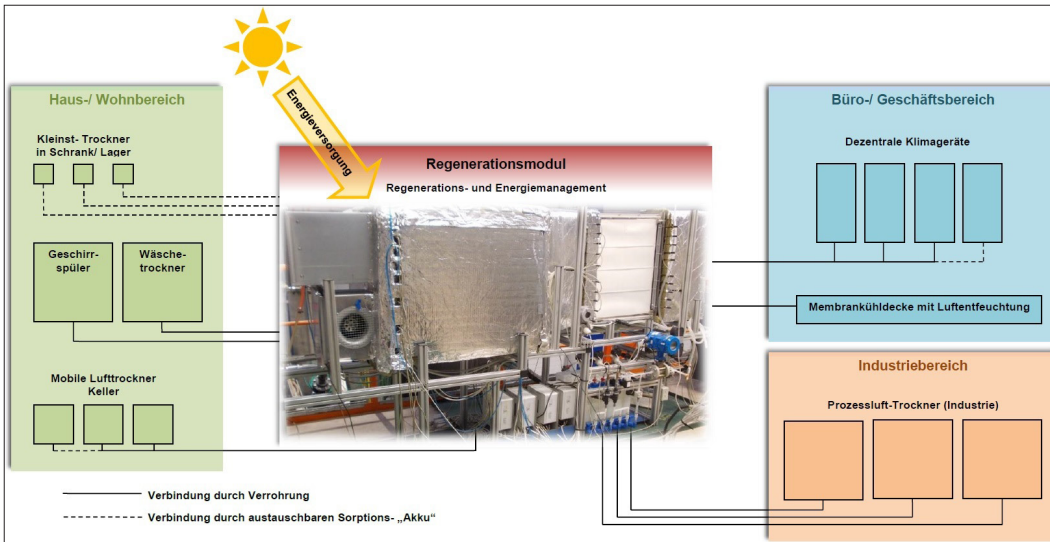 Haus-/ Wohnbereich
Kleinst- Trockner
in Schrank/ Lager
Geschirr-
spüler
Wäsche-
trockner
Mobile Lufttrockner
Keller
Energieversorgung
Regenerationsmodul
Regenerations- und Energiemanagement
Büro-/ Geschäftsbereich
Dezentrale Klimageräte
Membrankühldecke mit Luftentfeuchtung
Industriebereich
Prozessluft-Trockner (Industrie)
Verbindung durch Verrohrung
Verbindung durch austauschbaren Sorptions- „Akku“